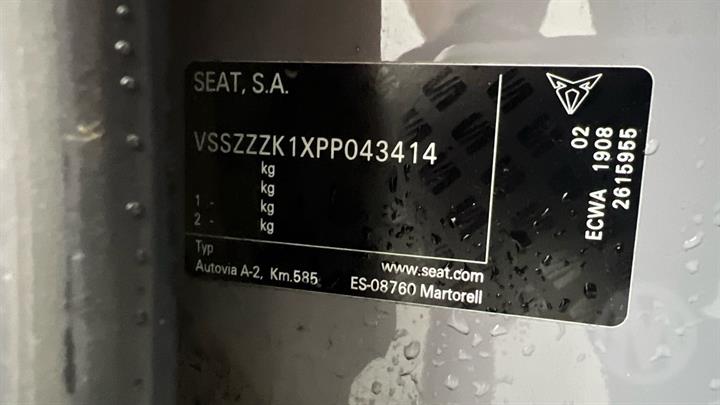 SEAT, S.A.
VSSZZZK1XPP043414
kg
kg
1 - kg
2 - kg
Typ
Autovia A-2, Km.585
www.seat.com
ES-08760 Martorell
02
ECWA 1908
2615955